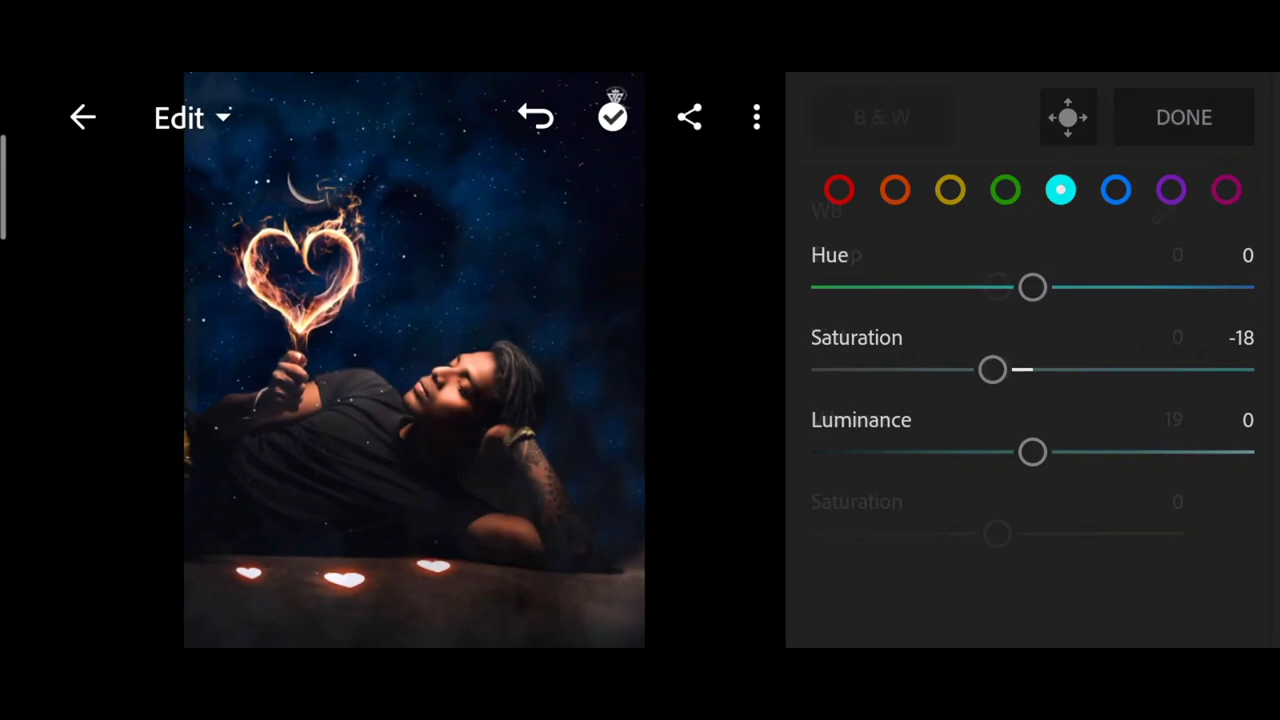 Edit
B & W
DONE
WB
Hue 0 0
Saturation 0 -18
Luminance 19 0
Saturation 0